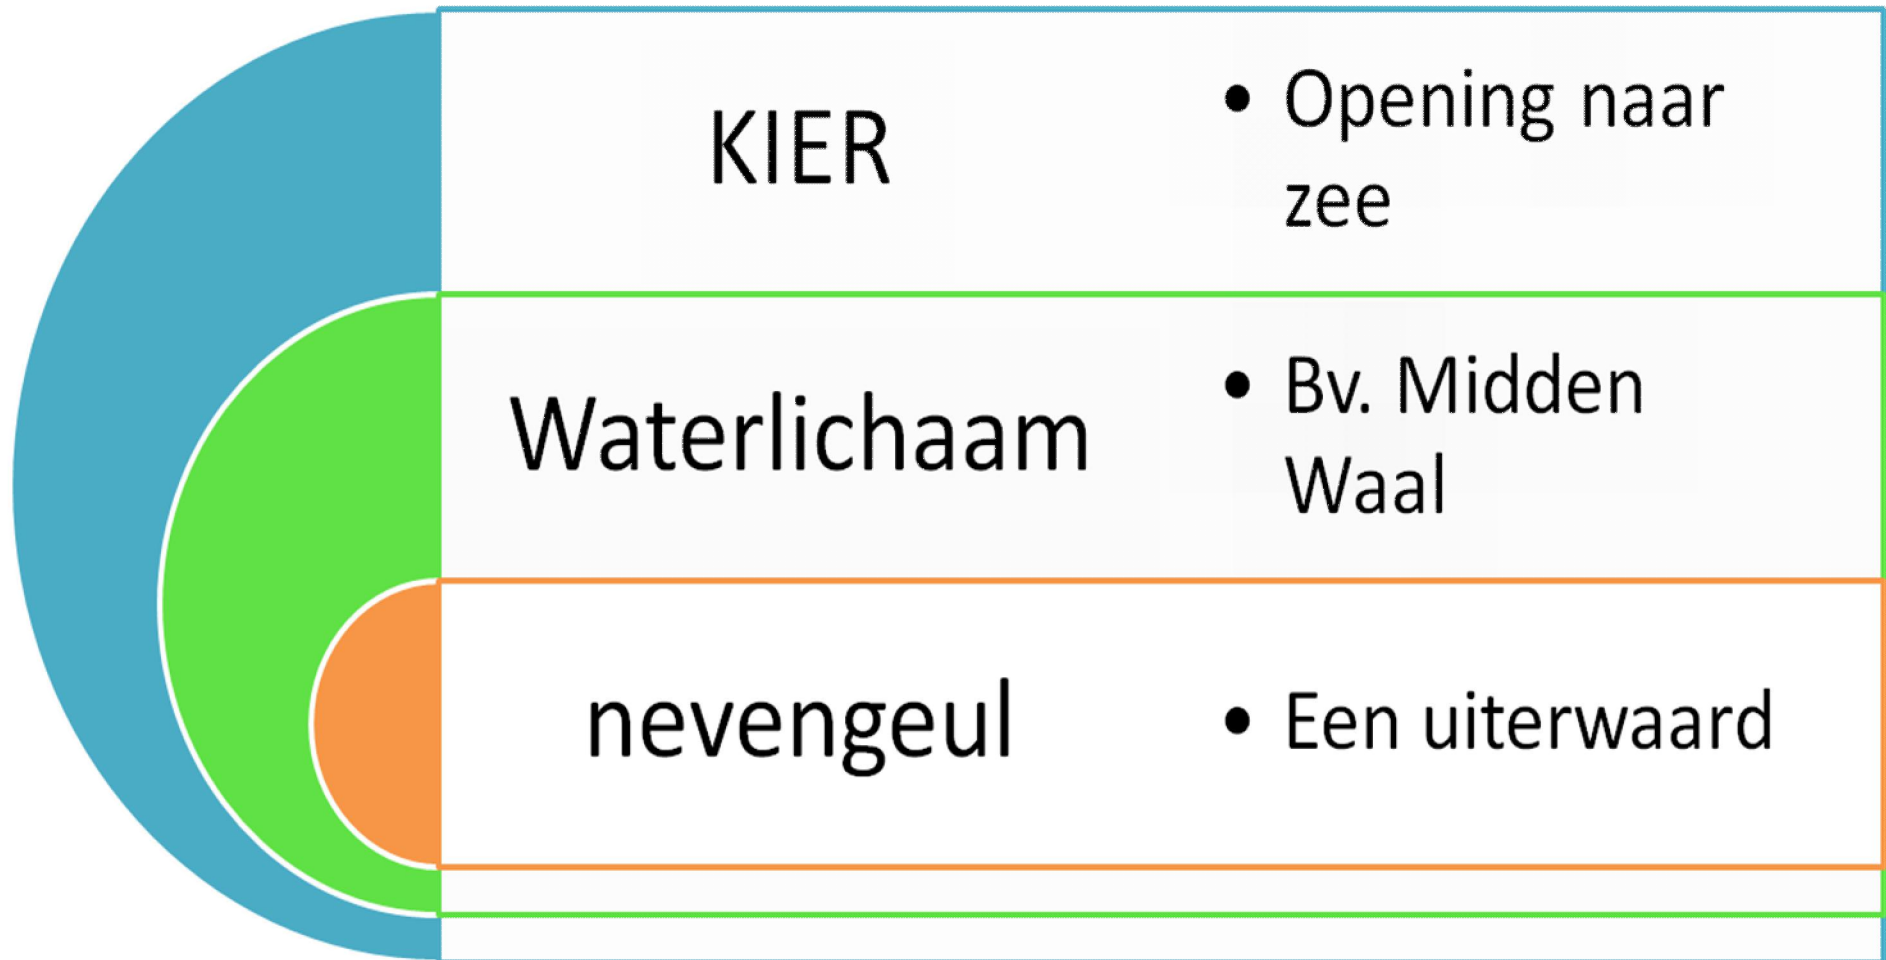 KIER
• Opening naar
zee
Waterlichaam
• Bv. Midden
Waal
nevengeul
• Een uiterwaard